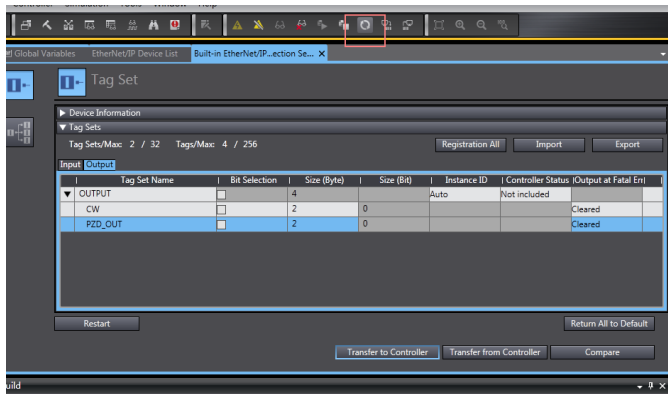 Controller Simulation Tools Window Help
Global Variables EtherNet/IP Device List Built-in EtherNet/IP...ection Se... X
Tag Set
Device Information
Tag Sets
Tag Sets/Max: 2 / 32 Tags/Max: 4 / 256 Registration All Import Export
Input Output
Tag Set Name | Bit Selection | Size (Byte) | Size (Bit) | Instance ID | Controller Status |Output at Fatal Err|
OUTPUT 4 Auto Not included
CW 2 0 Cleared
PZD_OUT 2 0 Cleared
Restart Return All to Default
Transfer to Controller Transfer from Controller Compare
uild